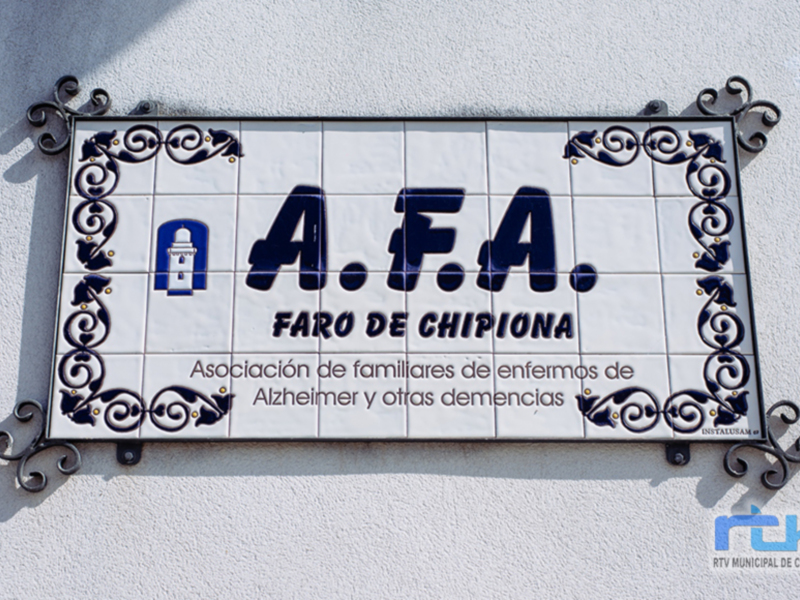 A.F.A.
FARO DE CHIPIONA
Asociación de familiares de enfermos de
Alzheimer y otras demencias
INSTALUSAM
RTV MUNICIPAL DE